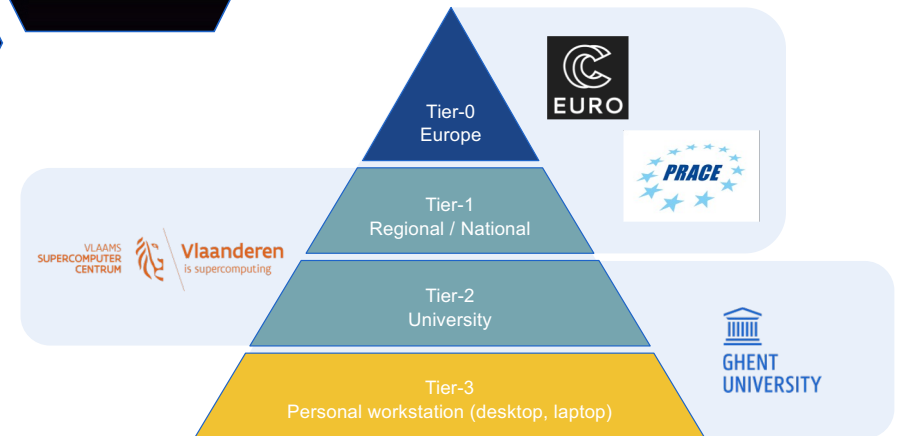 Tier-0
Europe
EURO
PRACE
Tier-1
Regional / National
VLAAMS
SUPERCOMPUTER
CENTRUM
Vlaanderen
is supercomputing
Tier-2
University
GHENT
UNIVERSITY
Tier-3
Personal workstation (desktop, laptop)